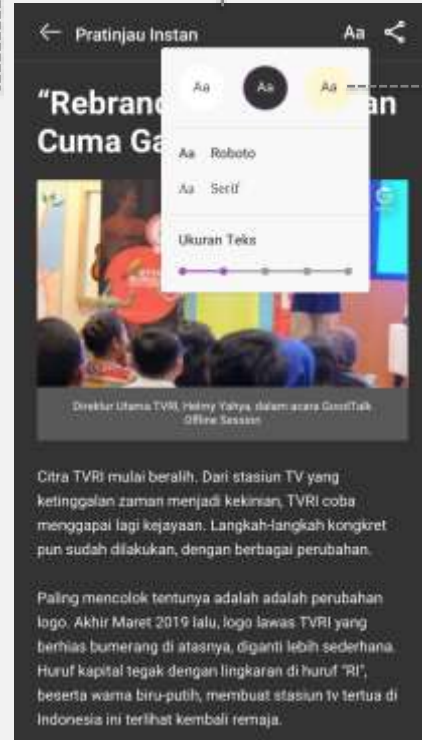 Pratinjau Instan Aa
Aa Aa Aa
“Rebran an
Cuma Ga
Aa Roboto
Aa Serif
Ukuran Teks
Direktur Utama TVRI, Helmy Yahya, dalam acara GoodTalk
Offline Session
Citra TVRI mulai beralih. Dari stasiun TV yang
ketinggalan zaman menjadi kekinian, TVRI coba
menggapai lagi kejayaan. Langkah-langkah kongkret
pun sudah dilakukan, dengan berbagai perubahan.
Paling mencolok tentunya adalah adalah perubahan
logo. Akhir Maret 2019 lalu, logo lawas TVRI yang
berhias bumerang di atasnya, diganti lebih sederhana.
Huruf kapital tegak dengan lingkaran di huruf “RI”,
beserta warna biru-putih, membuat stasiun tv tertua di
Indonesia ini terlihat kembali remaja.